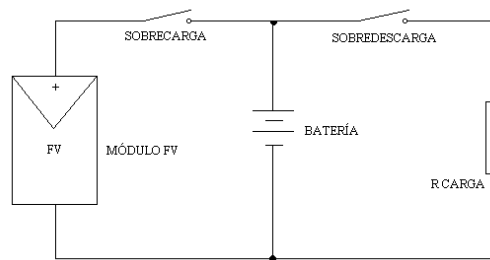 SOBRECARGA
SOBREDESCARGA
+
FV
MÓDULO FV
BATERÍA
R CARGA